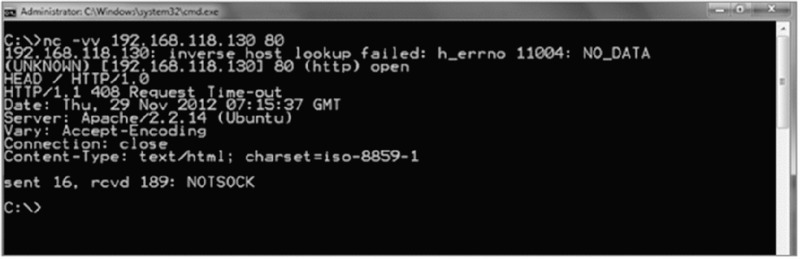 Administrator: C:\Windows\system32\cmd.exe
C:\>nc -vv 192.168.118.130 80
192.168.118.130: inverse host lookup failed: h_errno 11004: NO_DATA
(UNKNOWN) [192.168.118.130] 80 (http) open
HEAD / HTTP/1.0
HTTP/1.1 408 Request Time-out
Date: Thu, 29 Nov 2012 07:15:37 GMT
Server: Apache/2.2.14 (Ubuntu)
Vary: Accept-Encoding
Connection: close
Content-Type: text/html; charset=iso-8859-1
sent 16, rcvd 189: NOTSOCK
C:\>